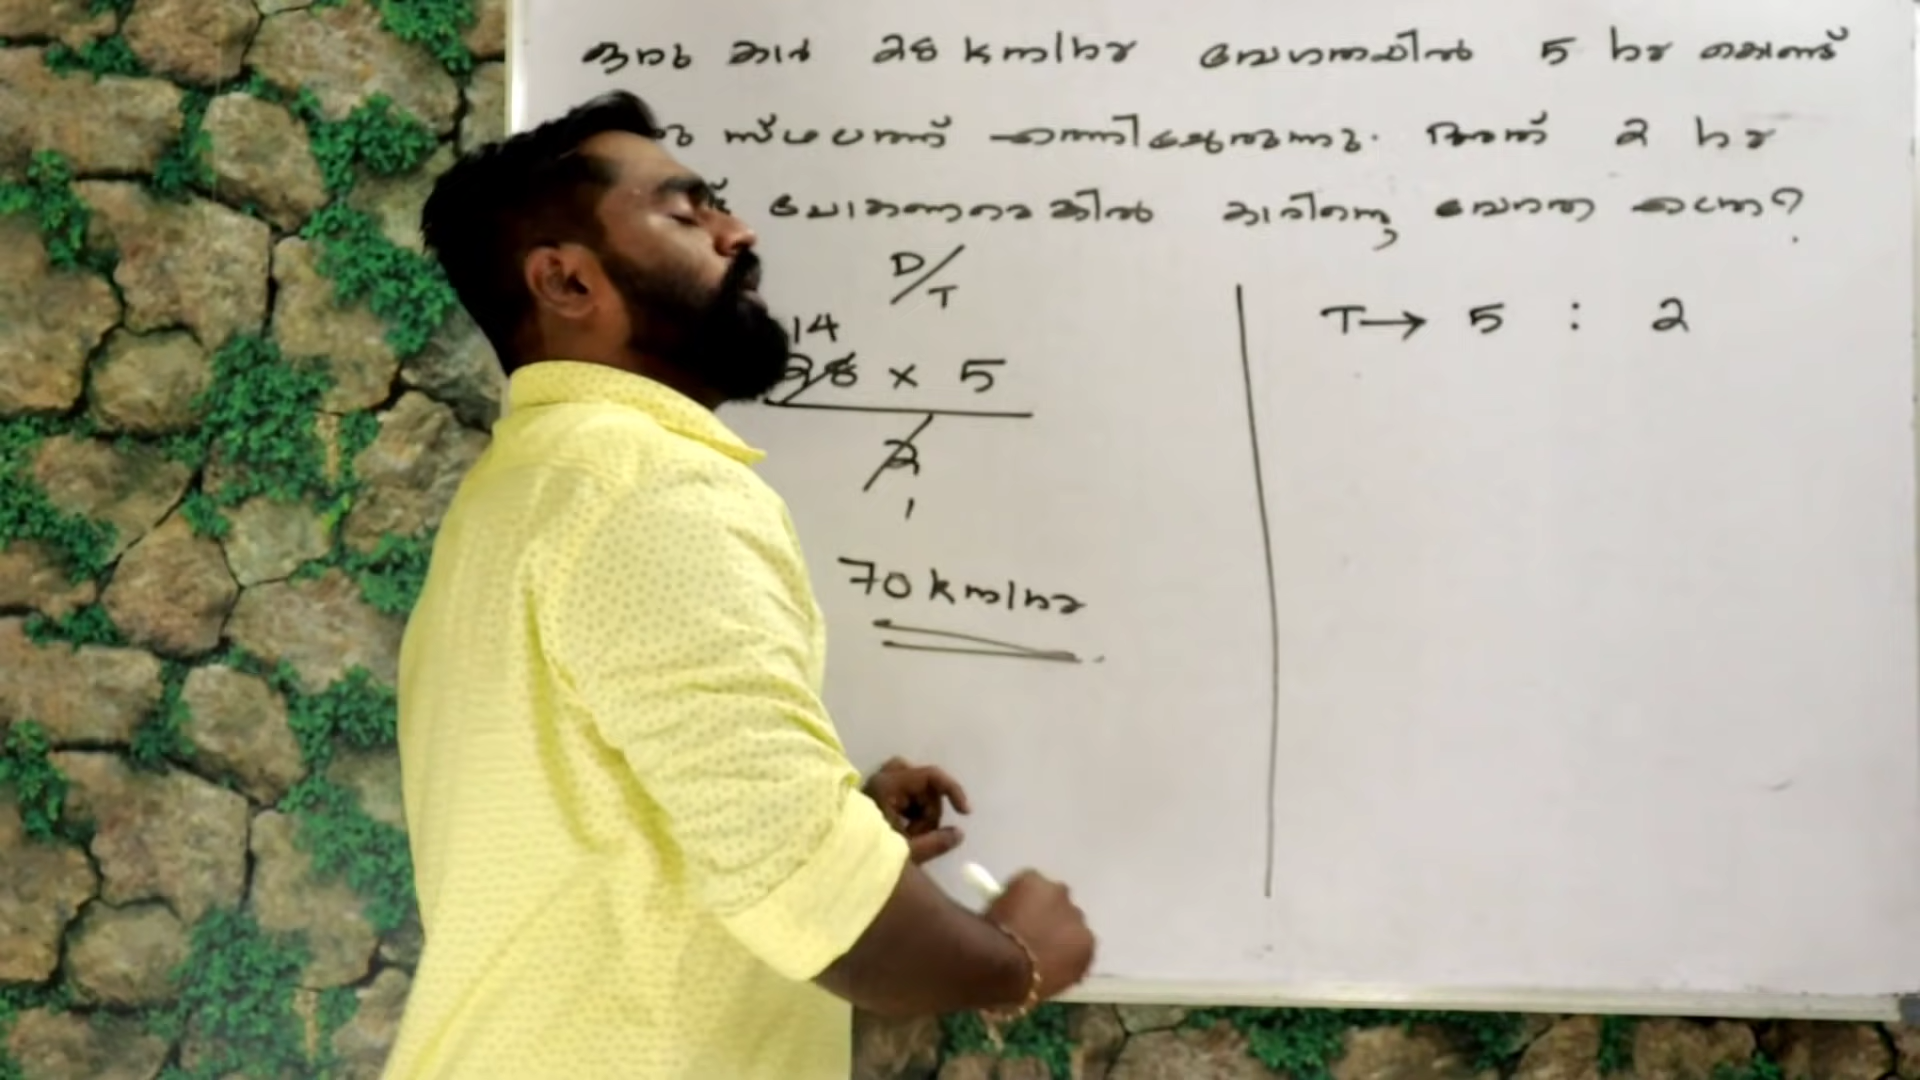 ഒരു കാർ 28 km/hr വേഗതയിൽ 5 hr കൊണ്ട്
സ്ഥലത്ത് എത്തിച്ചേരുന്നു. അത് 2 hr
പോകണമെങ്കിൽ കാറിന്റെ വേഗത എത്ര?
D/T
14
28 x 5
2
1
70 km/hr
T→ 5 : 2